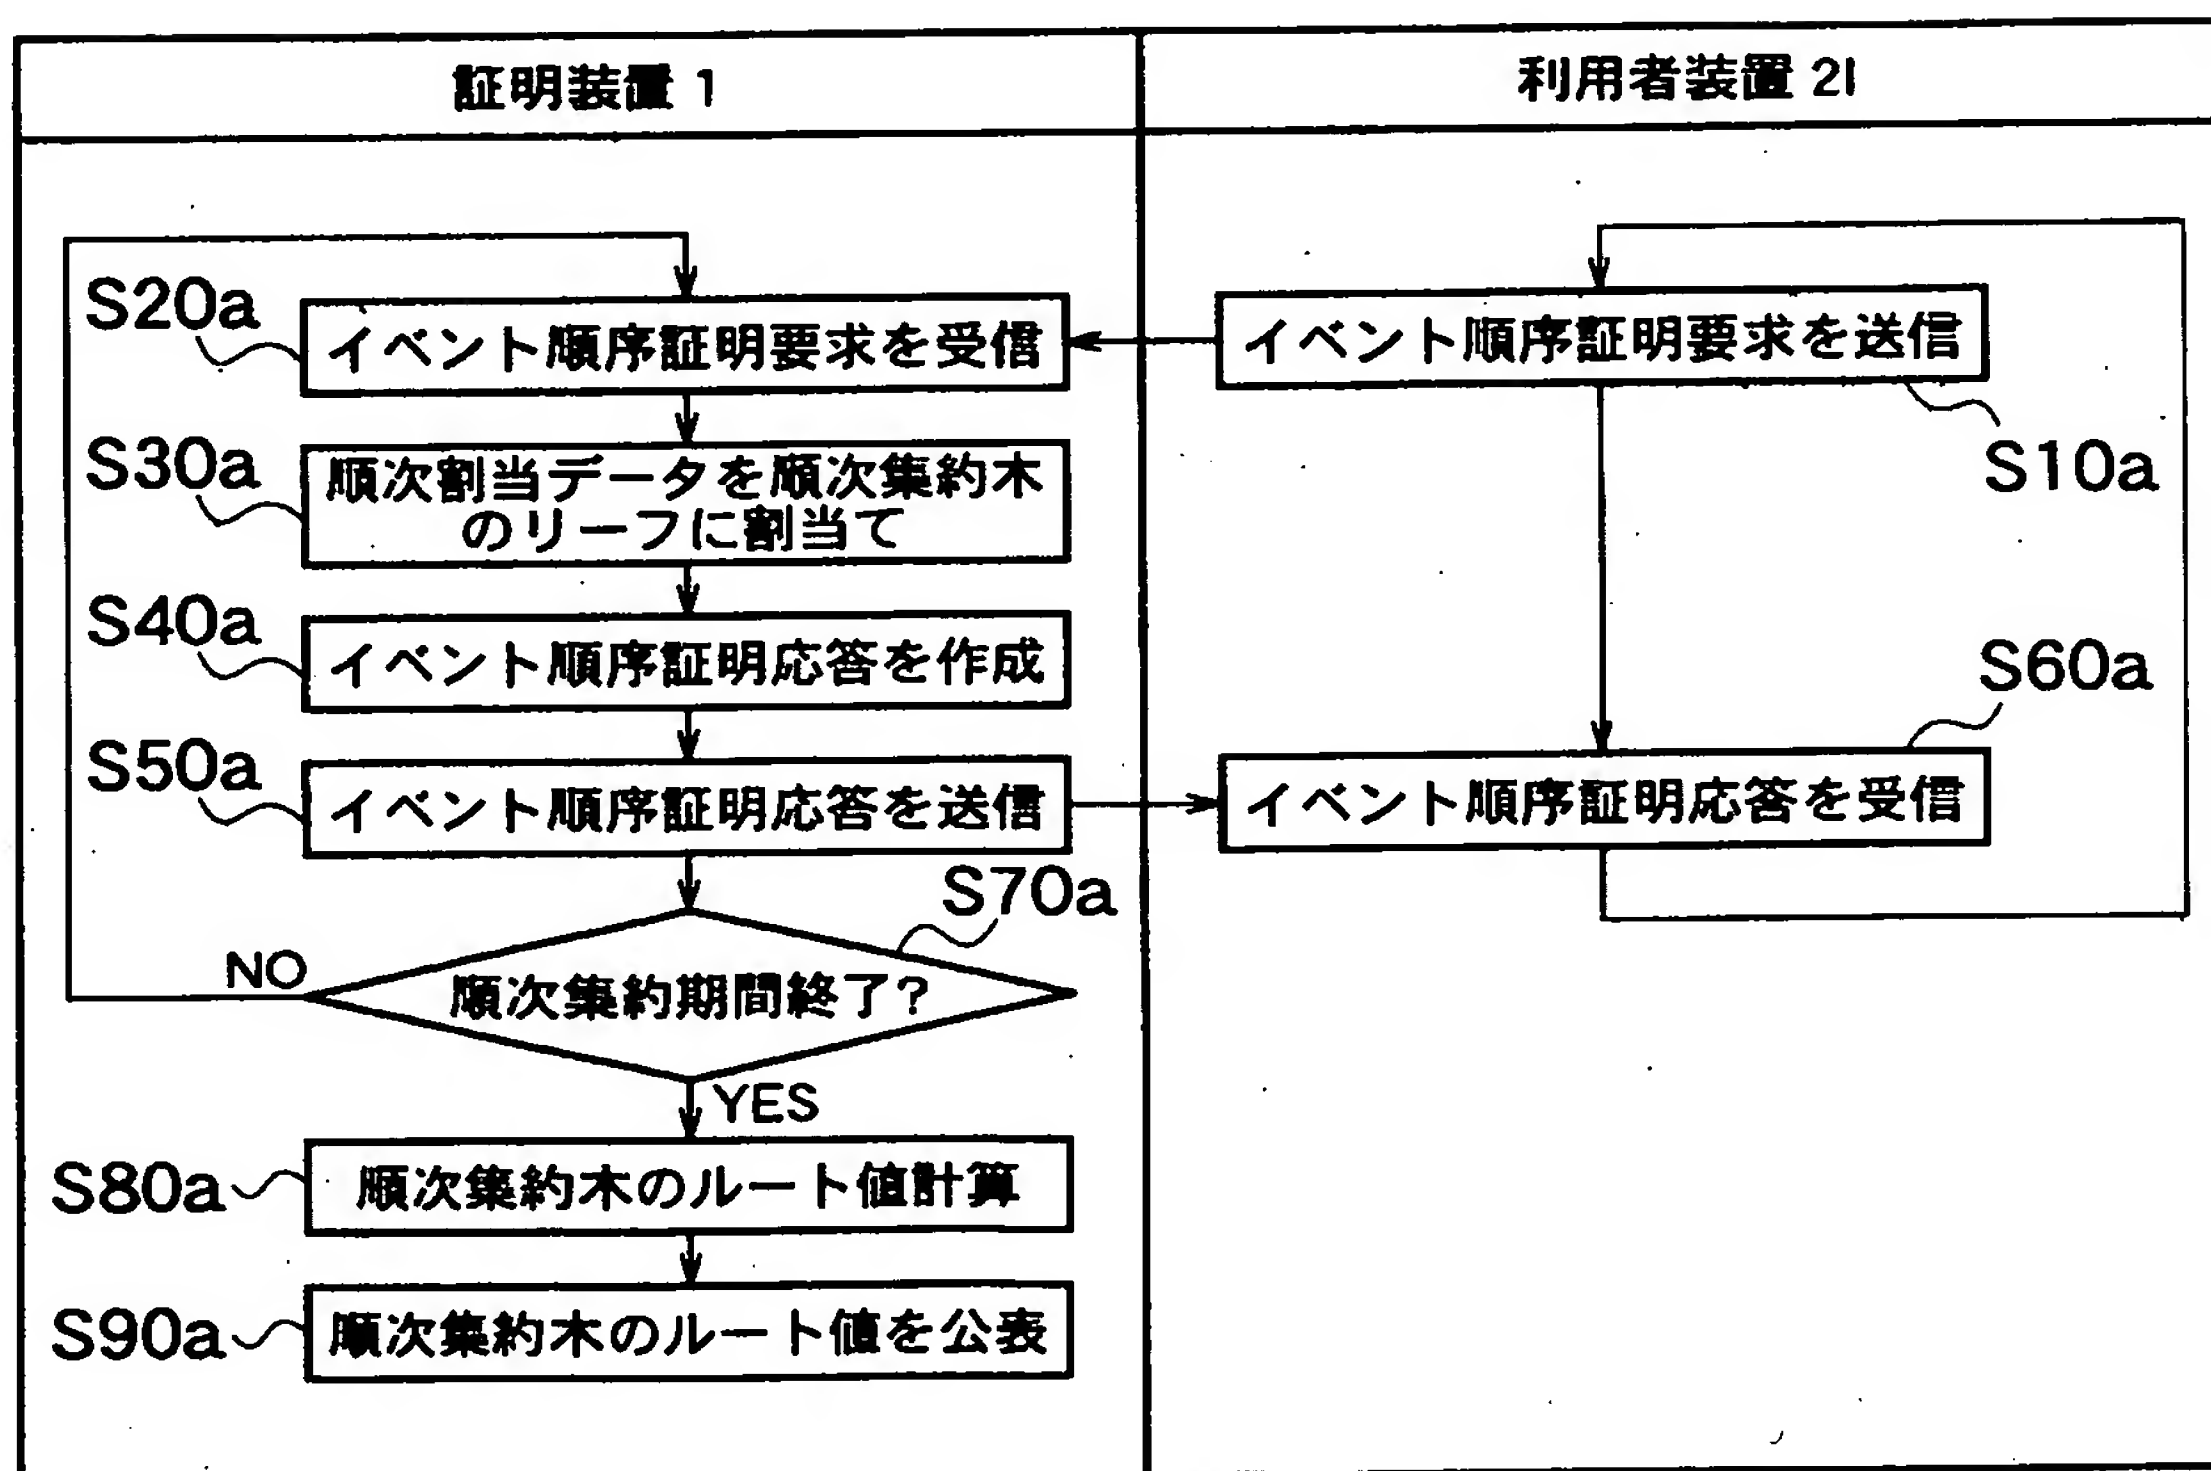 証明装置 1
利用者装置 2I
S20a
イベント順序証明要求を受信
イベント順序証明要求を送信
S10a
S30a
順次割当データを順次集約木
のリーフに割当て
S40a
イベント順序証明応答を作成
S60a
S50a
イベント順序証明応答を送信
イベント順序証明応答を受信
S70a
NO
順次集約期間終了?
YES
S80a
順次集約木のルート値計算
S90a
順次集約木のルート値を公表